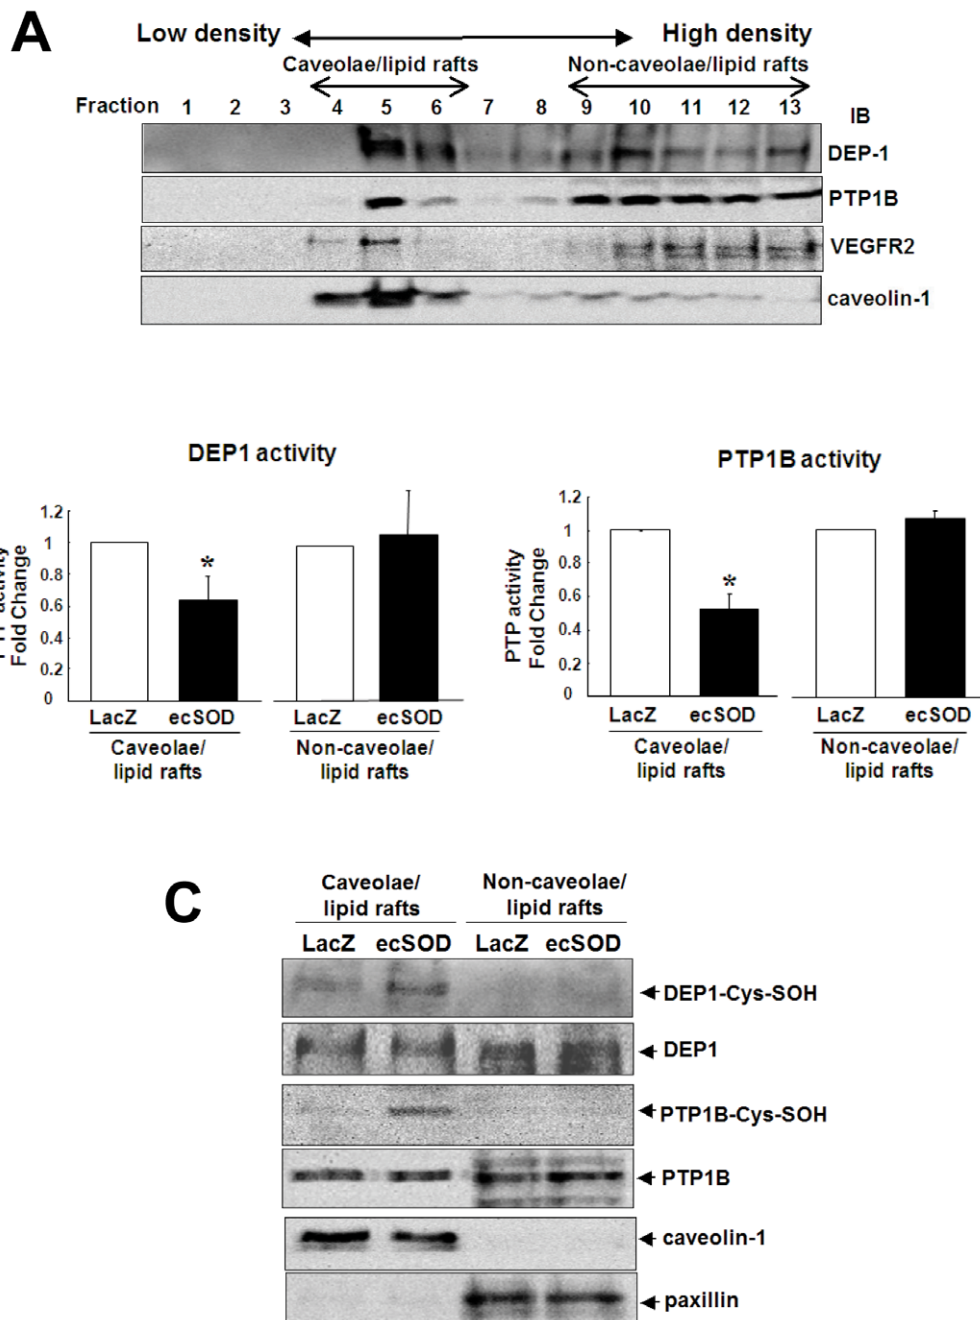 A
Low density
High density
Caveolae/lipid rafts
Non-caveolae/lipid rafts
Fraction 1 2 3 4 5 6 7 8 9 10 11 12 13
IB
DEP-1
PTP1B
VEGFR2
caveolin-1
DEP1 activity
activity
Fold Change
1.2
1
0.8
0.6
0.4
0.2
0
*
LacZ ecSOD LacZ ecSOD
Caveolae/
lipid rafts
Non-caveolae/
lipid rafts
PTP1B activity
PTP activity
Fold Change
1.2
1
0.8
0.6
0.4
0.2
0
*
LacZ ecSOD LacZ ecSOD
Caveolae/
lipid rafts
Non-caveolae/
lipid rafts
C
Caveolae/
lipid rafts
Non-caveolae/
lipid rafts
LacZ ecSOD LacZ ecSOD
DEP1-Cys-SOH
DEP1
PTP1B-Cys-SOH
PTP1B
caveolin-1
paxillin